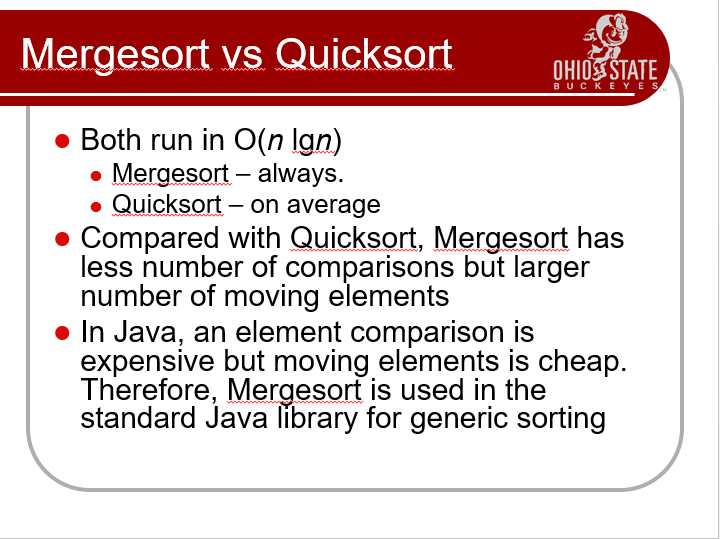 Mergesort vs Quicksort
OHIO STATE
BUCKEYES
Both run in O(n lgn)
Mergesort – always.
Quicksort – on average
Compared with Quicksort, Mergesort has
less number of comparisons but larger
number of moving elements
In Java, an element comparison is
expensive but moving elements is cheap.
Therefore, Mergesort is used in the
standard Java library for generic sorting